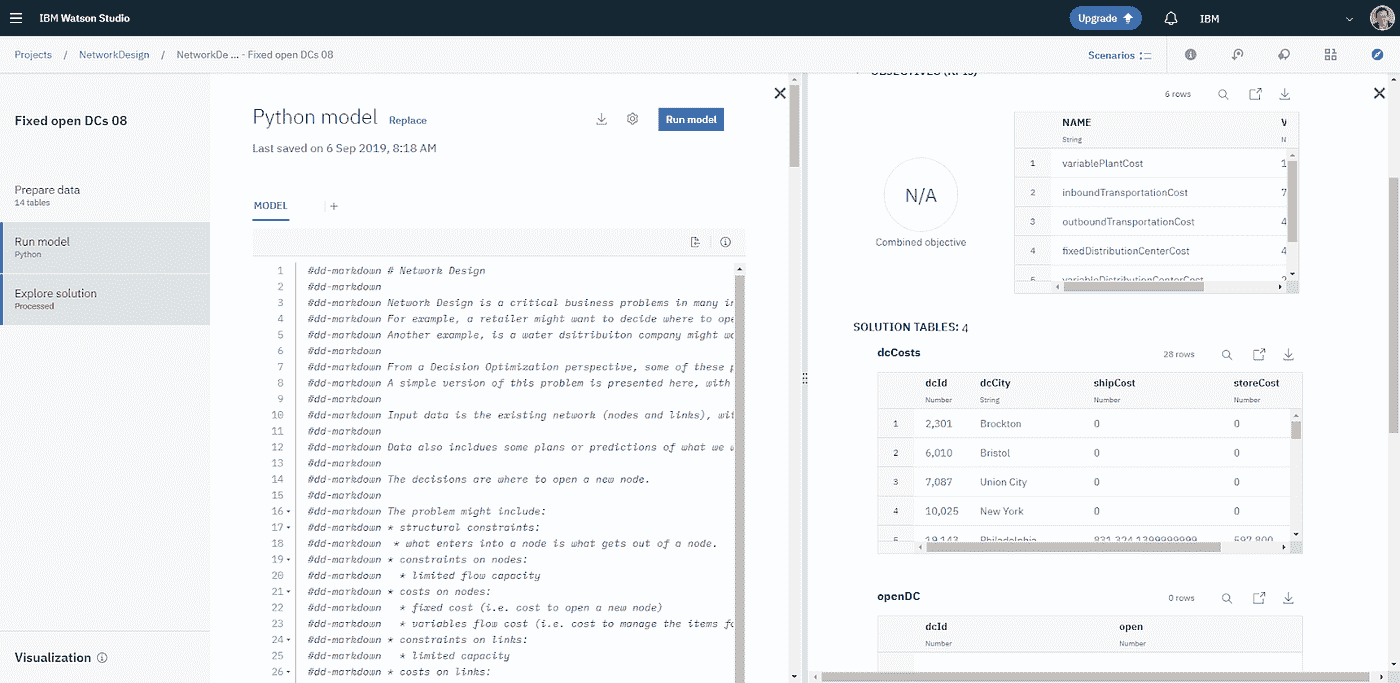 IBM Watson Studio
Upgrade
IBM
Projects / NetworkDesign / NetworkDe ... - Fixed open DCs 08
Scenarios
Fixed open DCs 08
Prepare data
14 tables
Run model
Python
Explore solution
Processed
Visualization
Python model Replace
Run model
Last saved on 6 Sep 2019, 8:18 AM
MODEL +
1 #dd-markdown # Network Design
2 #dd-markdown
3 #dd-markdown Network Design is a critical business problems in many in
4 #dd-markdown For example, a retailer might want to decide where to ope
5 #dd-markdown Another example, is a water dsitribuiton company might wa
6 #dd-markdown
7 #dd-markdown From a Decision Optimization perspective, some of these p
8 #dd-markdown A simple version of this problem is presented here, with
9 #dd-markdown
10 #dd-markdown Input data is the existing network (nodes and links), wit
11 #dd-markdown
12 #dd-markdown Data also incldues some plans or predictions of what we w
13 #dd-markdown
14 #dd-markdown The decisions are where to open a new node.
15 #dd-markdown
16 #dd-markdown The problem might include:
17 #dd-markdown * structural constraints:
18 #dd-markdown * what enters into a node is what gets out of a node.
19 #dd-markdown * constraints on nodes:
20 #dd-markdown * limited flow capacity
21 #dd-markdown * costs on nodes:
22 #dd-markdown * fixed cost (i.e. cost to open a new node)
23 #dd-markdown * variables flow cost (i.e. cost to manage the items fo
24 #dd-markdown * constraints on links:
25 #dd-markdown * limited capacity
26 #dd-markdown * costs on links:
OBJECTIVES (KPIs)
6 rows
N/A
Combined objective
NAME V
String N
1 variablePlantCost 1
2 inboundTransportationCost 7
3 outboundTransportationCost 4
4 fixedDistributionCenterCost 4
5 variableDistributionCenterCost 2
SOLUTION TABLES: 4
dcCosts
28 rows
dcId dcCity shipCost storeCost
Number String Number Number
1 2,301 Brockton 0 0
2 6,010 Bristol 0 0
3 7,087 Union City 0 0
4 10,025 New York 0 0
5 19,143 Philadelphia 831,324.1399999999 592,800
openDC
0 rows
dcId open
Number Number